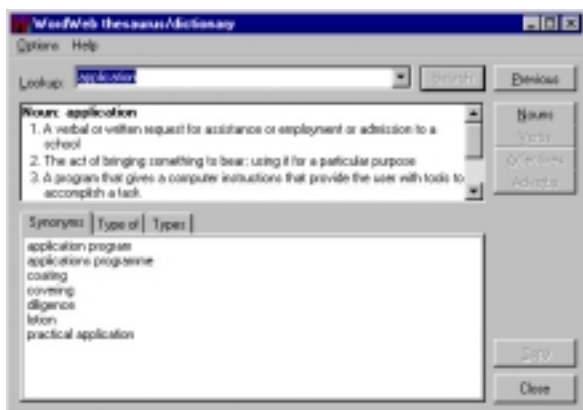 WordWeb thesaurus/dictionary
Options Help
Lookup: application Search Previous
Noun: application
1. A verbal or written request for assistance or employment or admission to a
school
2. The act of bringing something to bear; using it for a particular purpose
3. A program that gives a computer instructions that provide the user with tools to
accomplish a task.
Nouns
Verbs
Adjectives
Adverbs
Synonyms Type of Types
application program
applications programme
coating
covering
diligence
lotion
practical application
Copy
Close